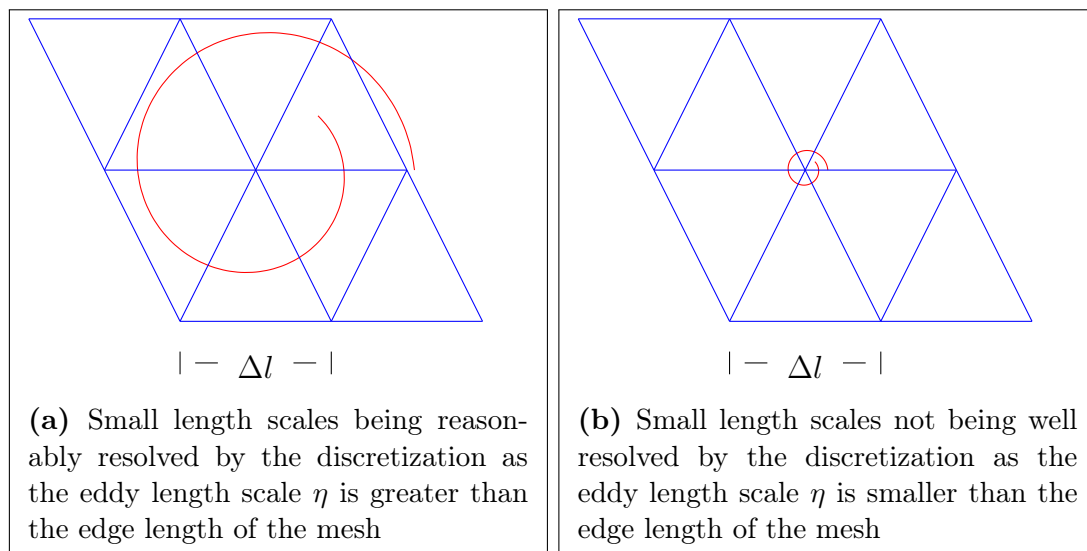 | — Δl — |
(a) Small length scales being reason-
ably resolved by the discretization as
the eddy length scale η is greater than
the edge length of the mesh
| — Δl — |
(b) Small length scales not being well
resolved by the discretization as the
eddy length scale η is smaller than the
edge length of the mesh